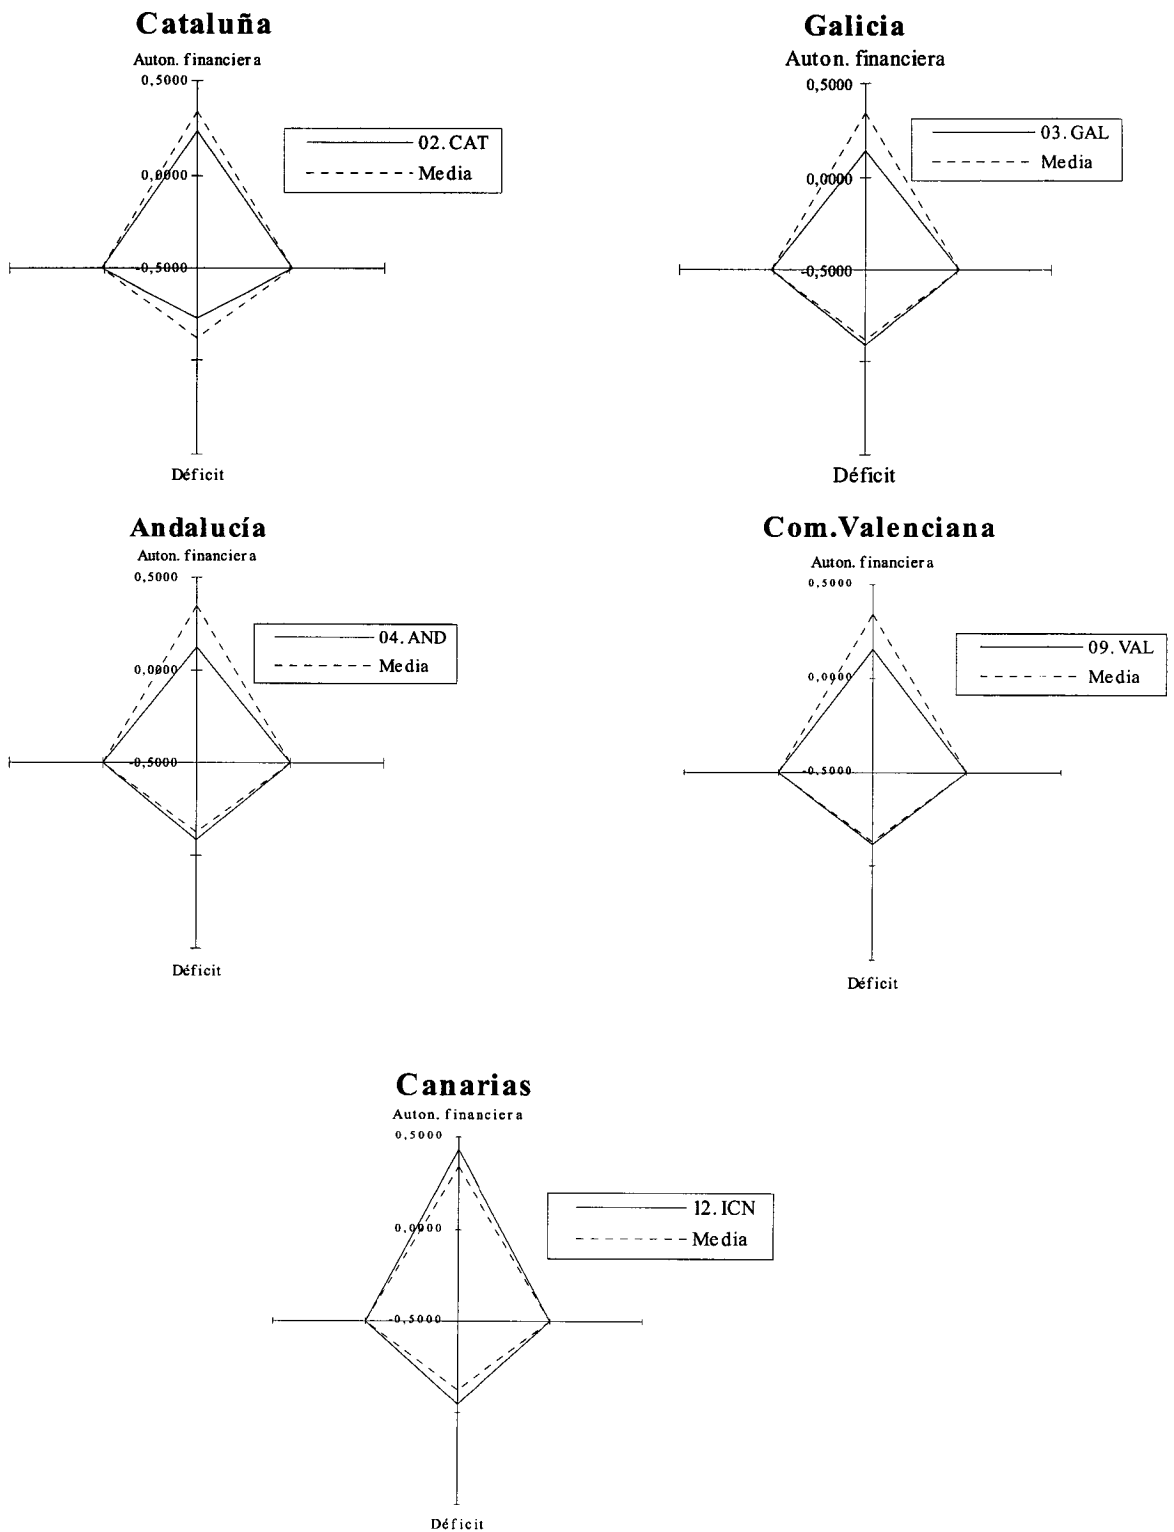 Cataluña
Auton. financiera
0,5000
02. CAT
Media
0,0000
-0,5000
Déficit
Galicia
Auton. financiera
0,5000
03. GAL
Media
0,0000
-0,5000
Déficit
Andalucía
Auton. financiera
0,5000
04. AND
Media
0,0000
-0,5000
Déficit
Com.Valenciana
Auton. financiera
0,5000
09. VAL
Media
0,0000
-0,5000
Déficit
Canarias
Auton. financiera
0,5000
12. ICN
Media
0,0000
-0,5000
Déficit